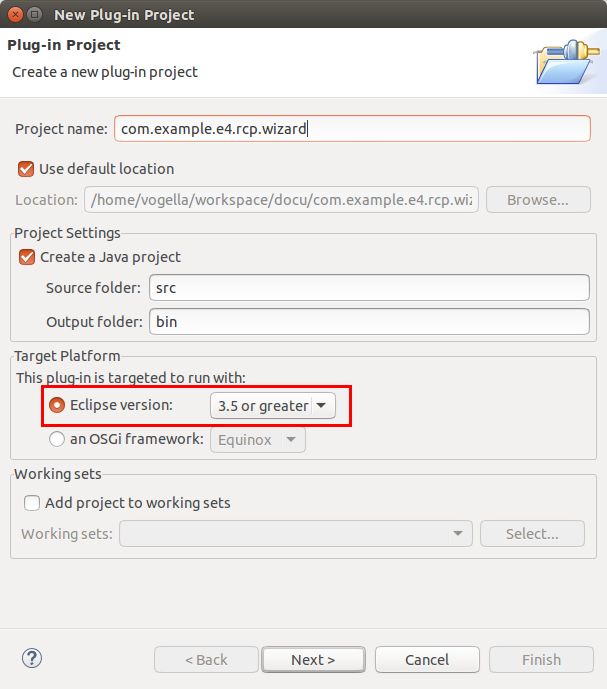 New Plug-in Project
Plug-in Project
Create a new plug-in project
Project name: com.example.e4.rcp.wizard
Use default location
Location: /home/vogella/workspace/docu/com.example.e4.rcp.wiz Browse...
Project Settings
Create a Java project
Source folder: src
Output folder: bin
Target Platform
This plug-in is targeted to run with:
Eclipse version: 3.5 or greater
an OSGi framework: Equinox
Working sets
Add project to working sets
Working sets: Select...
? < Back Next > Cancel Finish